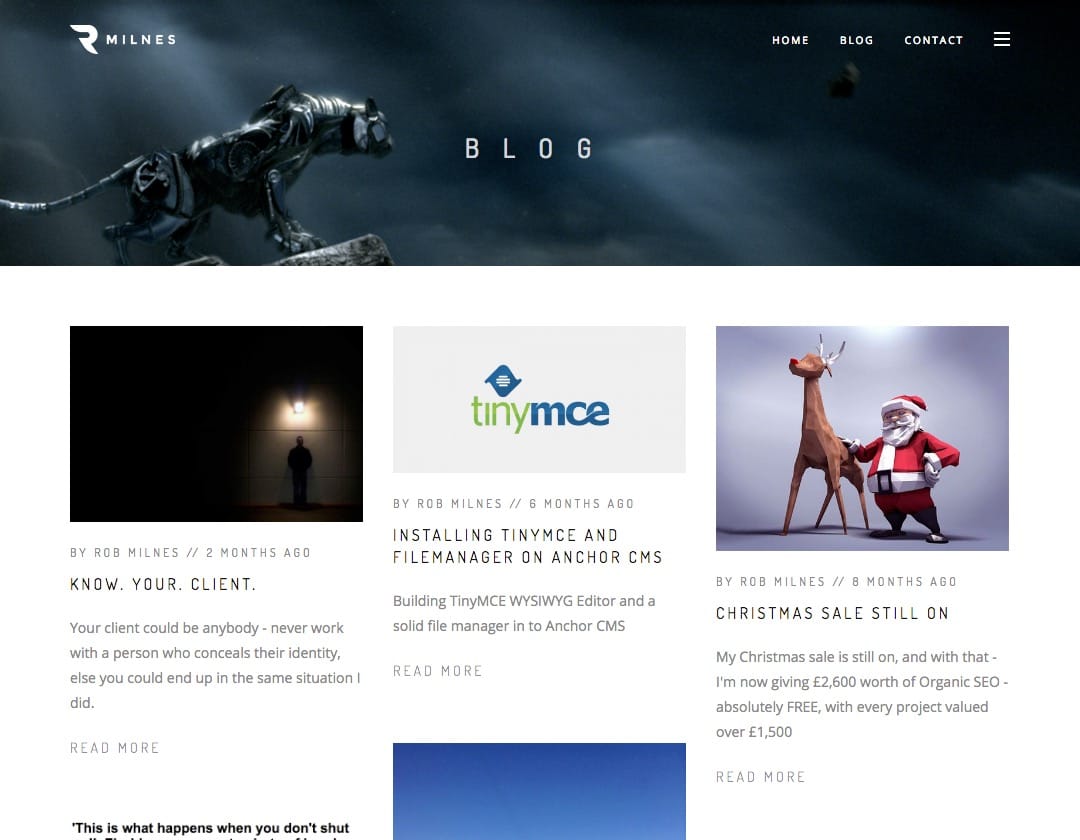 MILNES
HOME BLOG CONTACT
BLOG
BY ROB MILNES // 2 MONTHS AGO
KNOW. YOUR. CLIENT.
Your client could be anybody - never work
with a person who conceals their identity,
else you could end up in the same situation I
did.
READ MORE
'This is what happens when you don't shut
tinymce
BY ROB MILNES // 6 MONTHS AGO
INSTALLING TINYMCE AND
FILEMANAGER ON ANCHOR CMS
Building TinyMCE WYSIWYG Editor and a
solid file manager in to Anchor CMS
READ MORE
BY ROB MILNES // 8 MONTHS AGO
CHRISTMAS SALE STILL ON
My Christmas sale is still on, and with that -
I'm now giving £2,600 worth of Organic SEO -
absolutely FREE, with every project valued
over £1,500
READ MORE